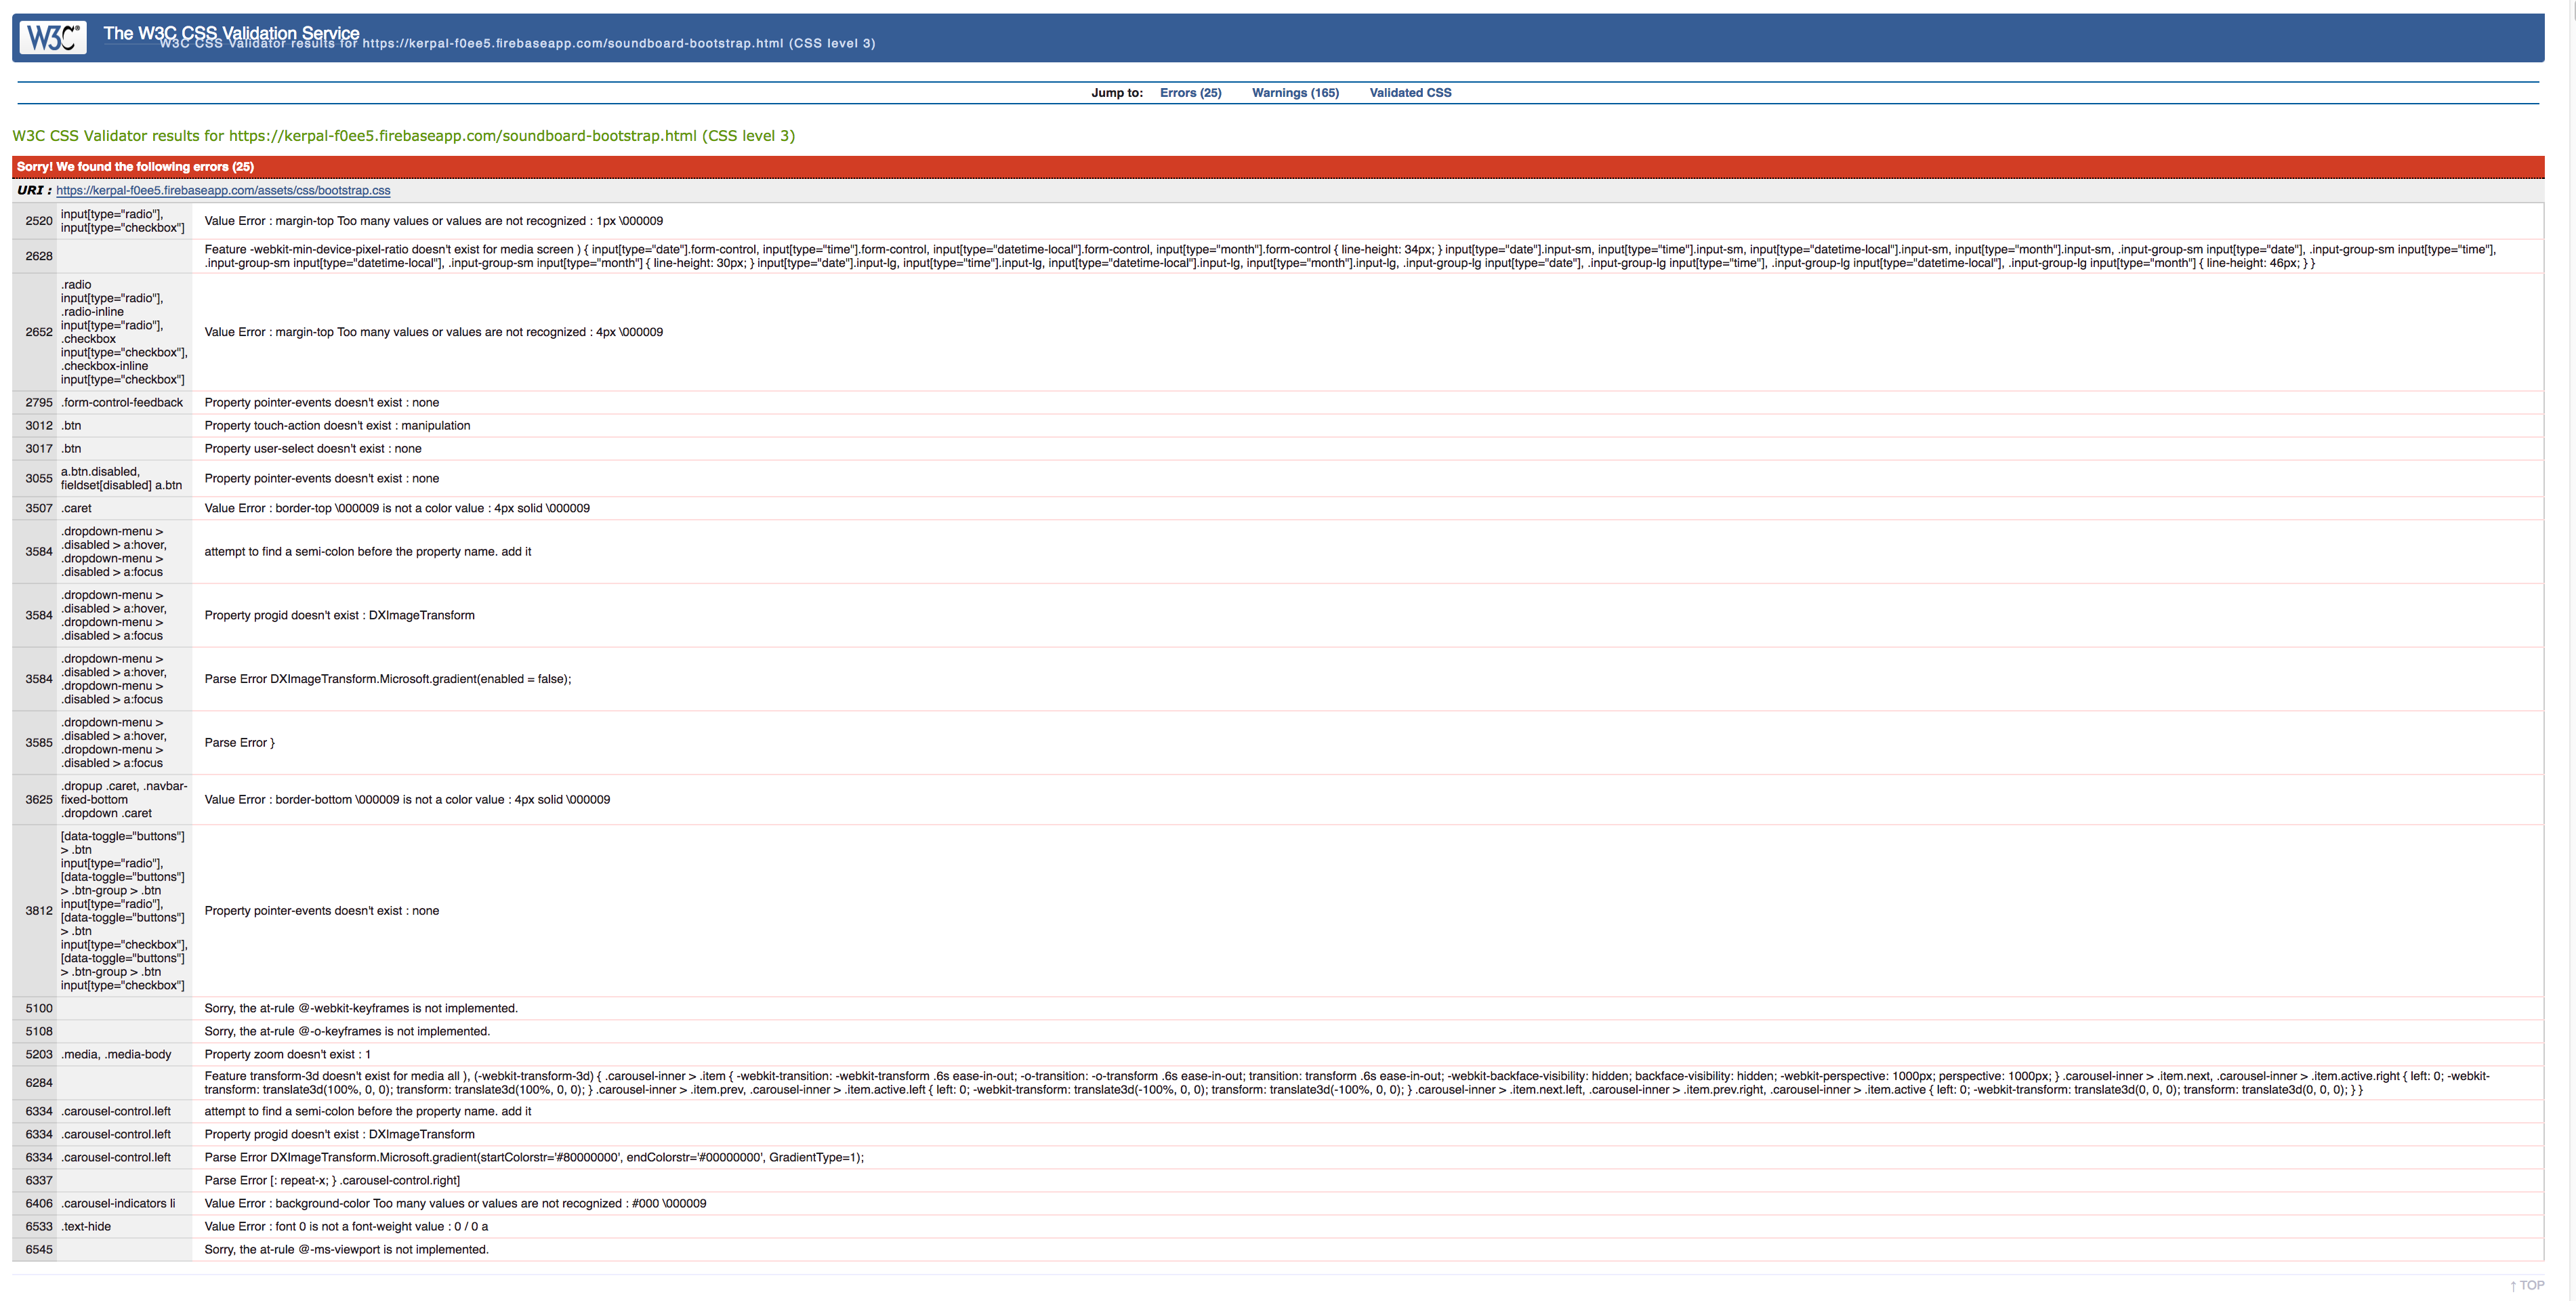 W3C®
The W3C CSS Validation Service
W3C CSS Validator results for https://kerpal-f0ee5.firebaseapp.com/soundboard-bootstrap.html (CSS level 3)
Jump to: Errors (25) Warnings (165) Validated CSS
W3C CSS Validator results for https://kerpal-f0ee5.firebaseapp.com/soundboard-bootstrap.html (CSS level 3)
Sorry! We found the following errors (25)
URI : https://kerpal-f0ee5.firebaseapp.com/assets/css/bootstrap.css
2520
input[type="radio"],
input[type="checkbox"]
Value Error : margin-top Too many values or values are not recognized : 1px \000009
2628
Feature -webkit-min-device-pixel-ratio doesn't exist for media screen ) { input[type="date"].form-control, input[type="time"].form-control, input[type="datetime-local"].form-control, input[type="month"].form-control { line-height: 34px; } input[type="date"].input-sm, input[type="time"].input-sm, input[type="datetime-local"].input-sm, input[type="month"].input-sm, .input-group-sm input[type="date"], .input-group-sm input[type="time"],
.input-group-sm input[type="datetime-local"], .input-group-sm input[type="month"] { line-height: 30px; } input[type="date"].input-lg, input[type="time"].input-lg, input[type="datetime-local"].input-lg, input[type="month"].input-lg, .input-group-lg input[type="date"], .input-group-lg input[type="time"], .input-group-lg input[type="datetime-local"], .input-group-lg input[type="month"] { line-height: 46px; } }
2652
.radio
input[type="radio"],
.radio-inline
input[type="radio"],
.checkbox
input[type="checkbox"],
.checkbox-inline
input[type="checkbox"]
Value Error : margin-top Too many values or values are not recognized : 4px \000009
2795 .form-control-feedback Property pointer-events doesn't exist : none
3012 .btn Property touch-action doesn't exist : manipulation
3017 .btn Property user-select doesn't exist : none
3055
a.btn.disabled,
fieldset[disabled] a.btn
Property pointer-events doesn't exist : none
3507 .caret Value Error : border-top \000009 is not a color value : 4px solid \000009
3584
.dropdown-menu >
.disabled > a:hover,
.dropdown-menu >
.disabled > a:focus
attempt to find a semi-colon before the property name. add it
3584
.dropdown-menu >
.disabled > a:hover,
.dropdown-menu >
.disabled > a:focus
Property progid doesn't exist : DXImageTransform
3584
.dropdown-menu >
.disabled > a:hover,
.dropdown-menu >
.disabled > a:focus
Parse Error DXImageTransform.Microsoft.gradient(enabled = false);
3585
.dropdown-menu >
.disabled > a:hover,
.dropdown-menu >
.disabled > a:focus
Parse Error }
3625
.dropup .caret, .navbar-
fixed-bottom
.dropdown .caret
Value Error : border-bottom \000009 is not a color value : 4px solid \000009
3812
[data-toggle="buttons"]
> .btn
input[type="radio"],
[data-toggle="buttons"]
> .btn-group > .btn
input[type="radio"],
[data-toggle="buttons"]
> .btn
input[type="checkbox"],
[data-toggle="buttons"]
> .btn-group > .btn
input[type="checkbox"]
Property pointer-events doesn't exist : none
5100 Sorry, the at-rule @-webkit-keyframes is not implemented.
5108 Sorry, the at-rule @-o-keyframes is not implemented.
5203 .media, .media-body Property zoom doesn't exist : 1
6284
Feature transform-3d doesn't exist for media all ), (-webkit-transform-3d) { .carousel-inner > .item { -webkit-transition: -webkit-transform .6s ease-in-out; -o-transition: -o-transform .6s ease-in-out; transition: transform .6s ease-in-out; -webkit-backface-visibility: hidden; backface-visibility: hidden; -webkit-perspective: 1000px; perspective: 1000px; } .carousel-inner > .item.next, .carousel-inner > .item.active.right { left: 0; -webkit-
transform: translate3d(100%, 0, 0); transform: translate3d(100%, 0, 0); } .carousel-inner > .item.prev, .carousel-inner > .item.active.left { left: 0; -webkit-transform: translate3d(-100%, 0, 0); transform: translate3d(-100%, 0, 0); } .carousel-inner > .item.next.left, .carousel-inner > .item.prev.right, .carousel-inner > .item.active { left: 0; -webkit-transform: translate3d(0, 0, 0); transform: translate3d(0, 0, 0); } }
6334 .carousel-control.left attempt to find a semi-colon before the property name. add it
6334 .carousel-control.left Property progid doesn't exist : DXImageTransform
6334 .carousel-control.left Parse Error DXImageTransform.Microsoft.gradient(startColorstr='#80000000', endColorstr='#00000000', GradientType=1);
6337 Parse Error [: repeat-x; } .carousel-control.right]
6406 .carousel-indicators li Value Error : background-color Too many values or values are not recognized : #000 \000009
6533 .text-hide Value Error : font 0 is not a font-weight value : 0 / 0 a
6545 Sorry, the at-rule @-ms-viewport is not implemented.
↑ TOP